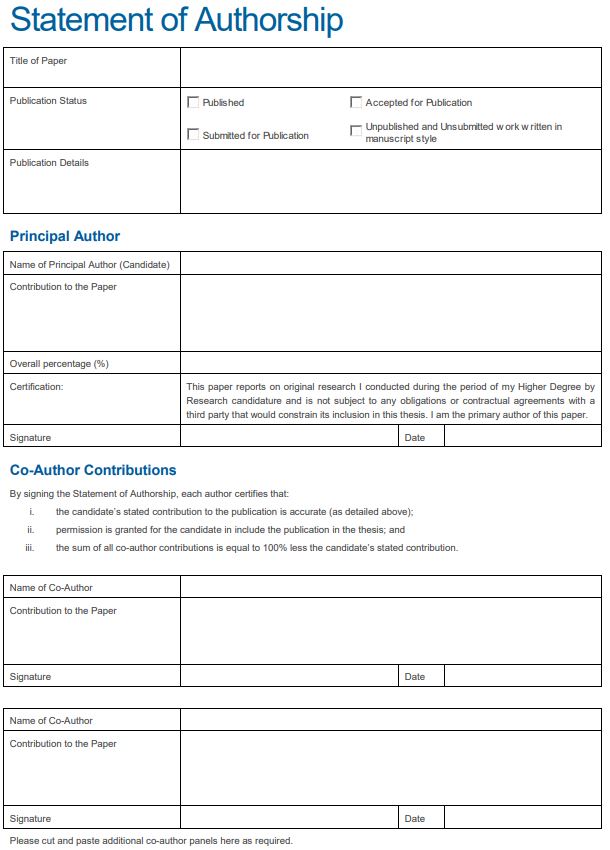 Statement of Authorship
Title of Paper
Publication Status
Published
Accepted for Publication
Submitted for Publication
Unpublished and Unsubmitted work written in
manuscript style
Publication Details
Principal Author
Name of Principal Author (Candidate)
Contribution to the Paper
Overall percentage (%)
Certification:
This paper reports on original research I conducted during the period of my Higher Degree by
Research candidature and is not subject to any obligations or contractual agreements with a
third party that would constrain its inclusion in this thesis. I am the primary author of this paper.
Signature
Date
Co-Author Contributions
By signing the Statement of Authorship, each author certifies that:
i. the candidate's stated contribution to the publication is accurate (as detailed above);
ii. permission is granted for the candidate in include the publication in the thesis; and
iii. the sum of all co-author contributions is equal to 100% less the candidate's stated contribution.
Name of Co-Author
Contribution to the Paper
Signature
Date
Name of Co-Author
Contribution to the Paper
Signature
Date
Please cut and paste additional co-author panels here as required.